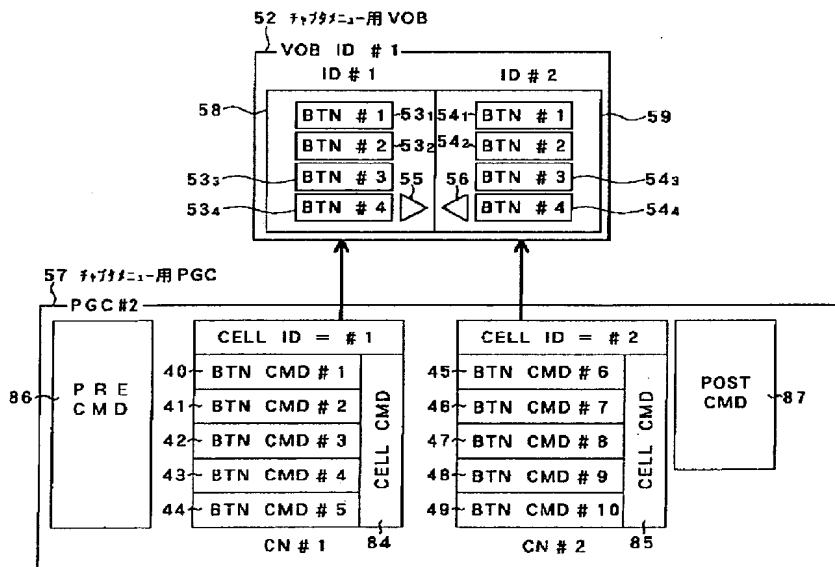 52 チャプタメニュー用 VOB
VOB ID # 1
ID # 1 ID # 2
58 59
BTN # 1 53₁ 54₁ BTN # 1
BTN # 2 53₂ 54₂ BTN # 2
53₃ BTN # 3 55 56 BTN # 3 54₃
53₄ BTN # 4 BTN # 4 54₄
57 チャプタメニュー用 PGC
PGC #2
CELL ID = # 1 CELL ID = # 2
86 PRE CMD
40 BTN CMD # 1
41 BTN CMD # 2
42 BTN CMD # 3
43 BTN CMD # 4
44 BTN CMD # 5
CELL CMD
CN # 1 84
45 BTN CMD # 6
46 BTN CMD # 7
47 BTN CMD # 8
48 BTN CMD # 9
49 BTN CMD # 10
CELL CMD
CN # 2 85
POST
CMD 87